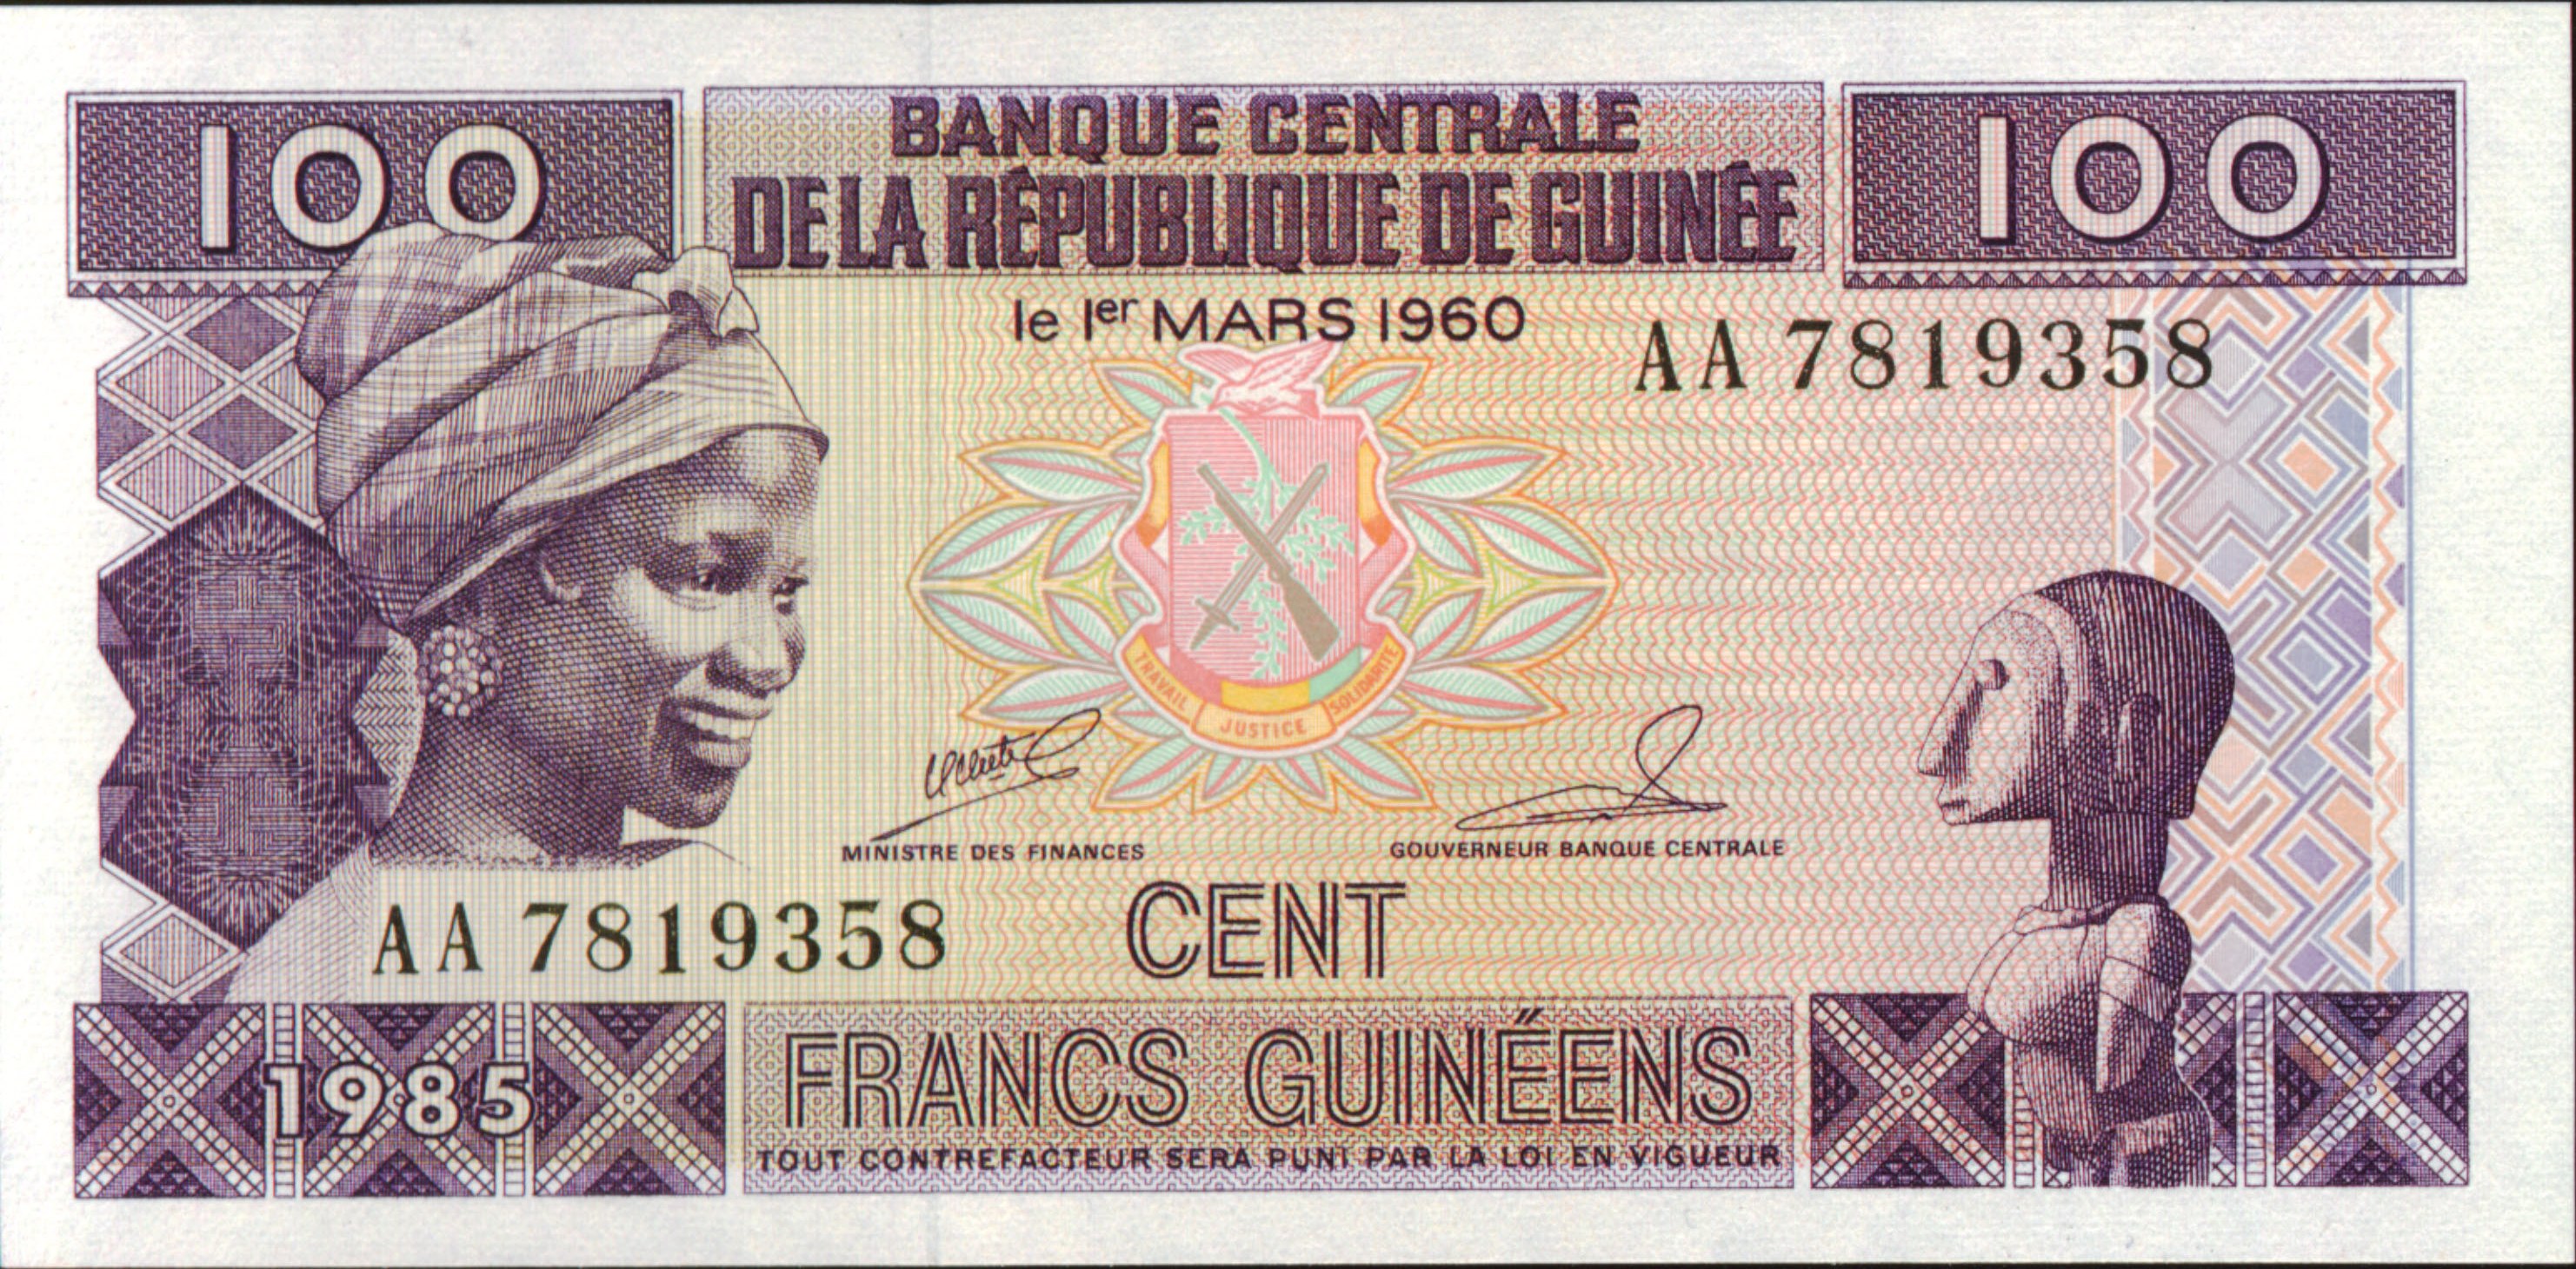 100
BANQUE CENTRALE
DE LA RÉPUBLIQUE DE GUINÉE
100
le 1er MARS 1960
AA 7819358
TRAVAIL
JUSTICE
SOLIDARITÉ
MINISTRE DES FINANCES
GOUVERNEUR BANQUE CENTRALE
AA 7819358
CENT
FRANCS GUINÉENS
1985
TOUT CONTREFACTEUR SERA PUNI PAR LA LOI EN VIGUEUR